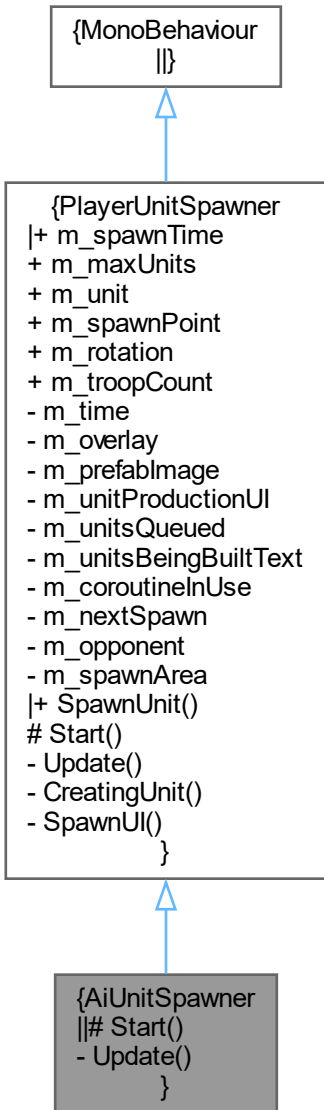 {MonoBehaviour
||}
{PlayerUnitSpawner
|+ m_spawnTime
+ m_maxUnits
+ m_unit
+ m_spawnPoint
+ m_rotation
+ m_troopCount
- m_time
- m_overlay
- m_prefabImage
- m_unitProductionUI
- m_unitsQueued
- m_unitsBeingBuiltText
- m_coroutineInUse
- m_nextSpawn
- m_opponent
- m_spawnArea
|+ SpawnUnit()
# Start()
- Update()
- CreatingUnit()
- SpawnUI()
}
{AiUnitSpawner
||# Start()
- Update()
}